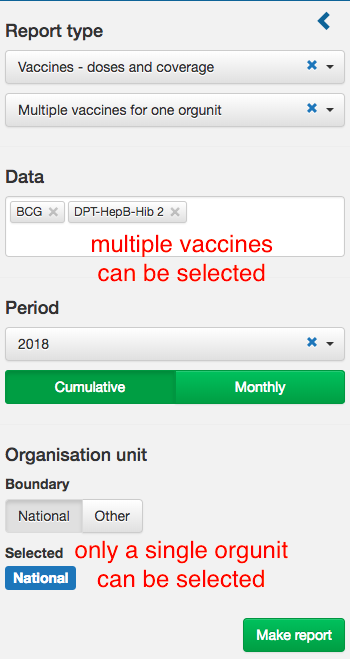 Report type
Vaccines - doses and coverage
Multiple vaccines for one orgunit
Data
BCG DPT-HepB-Hib 2
multiple vaccines
can be selected
Period
2018
Cumulative Monthly
Organisation unit
Boundary
National Other
Selected only a single orgunit
National can be selected
Make report